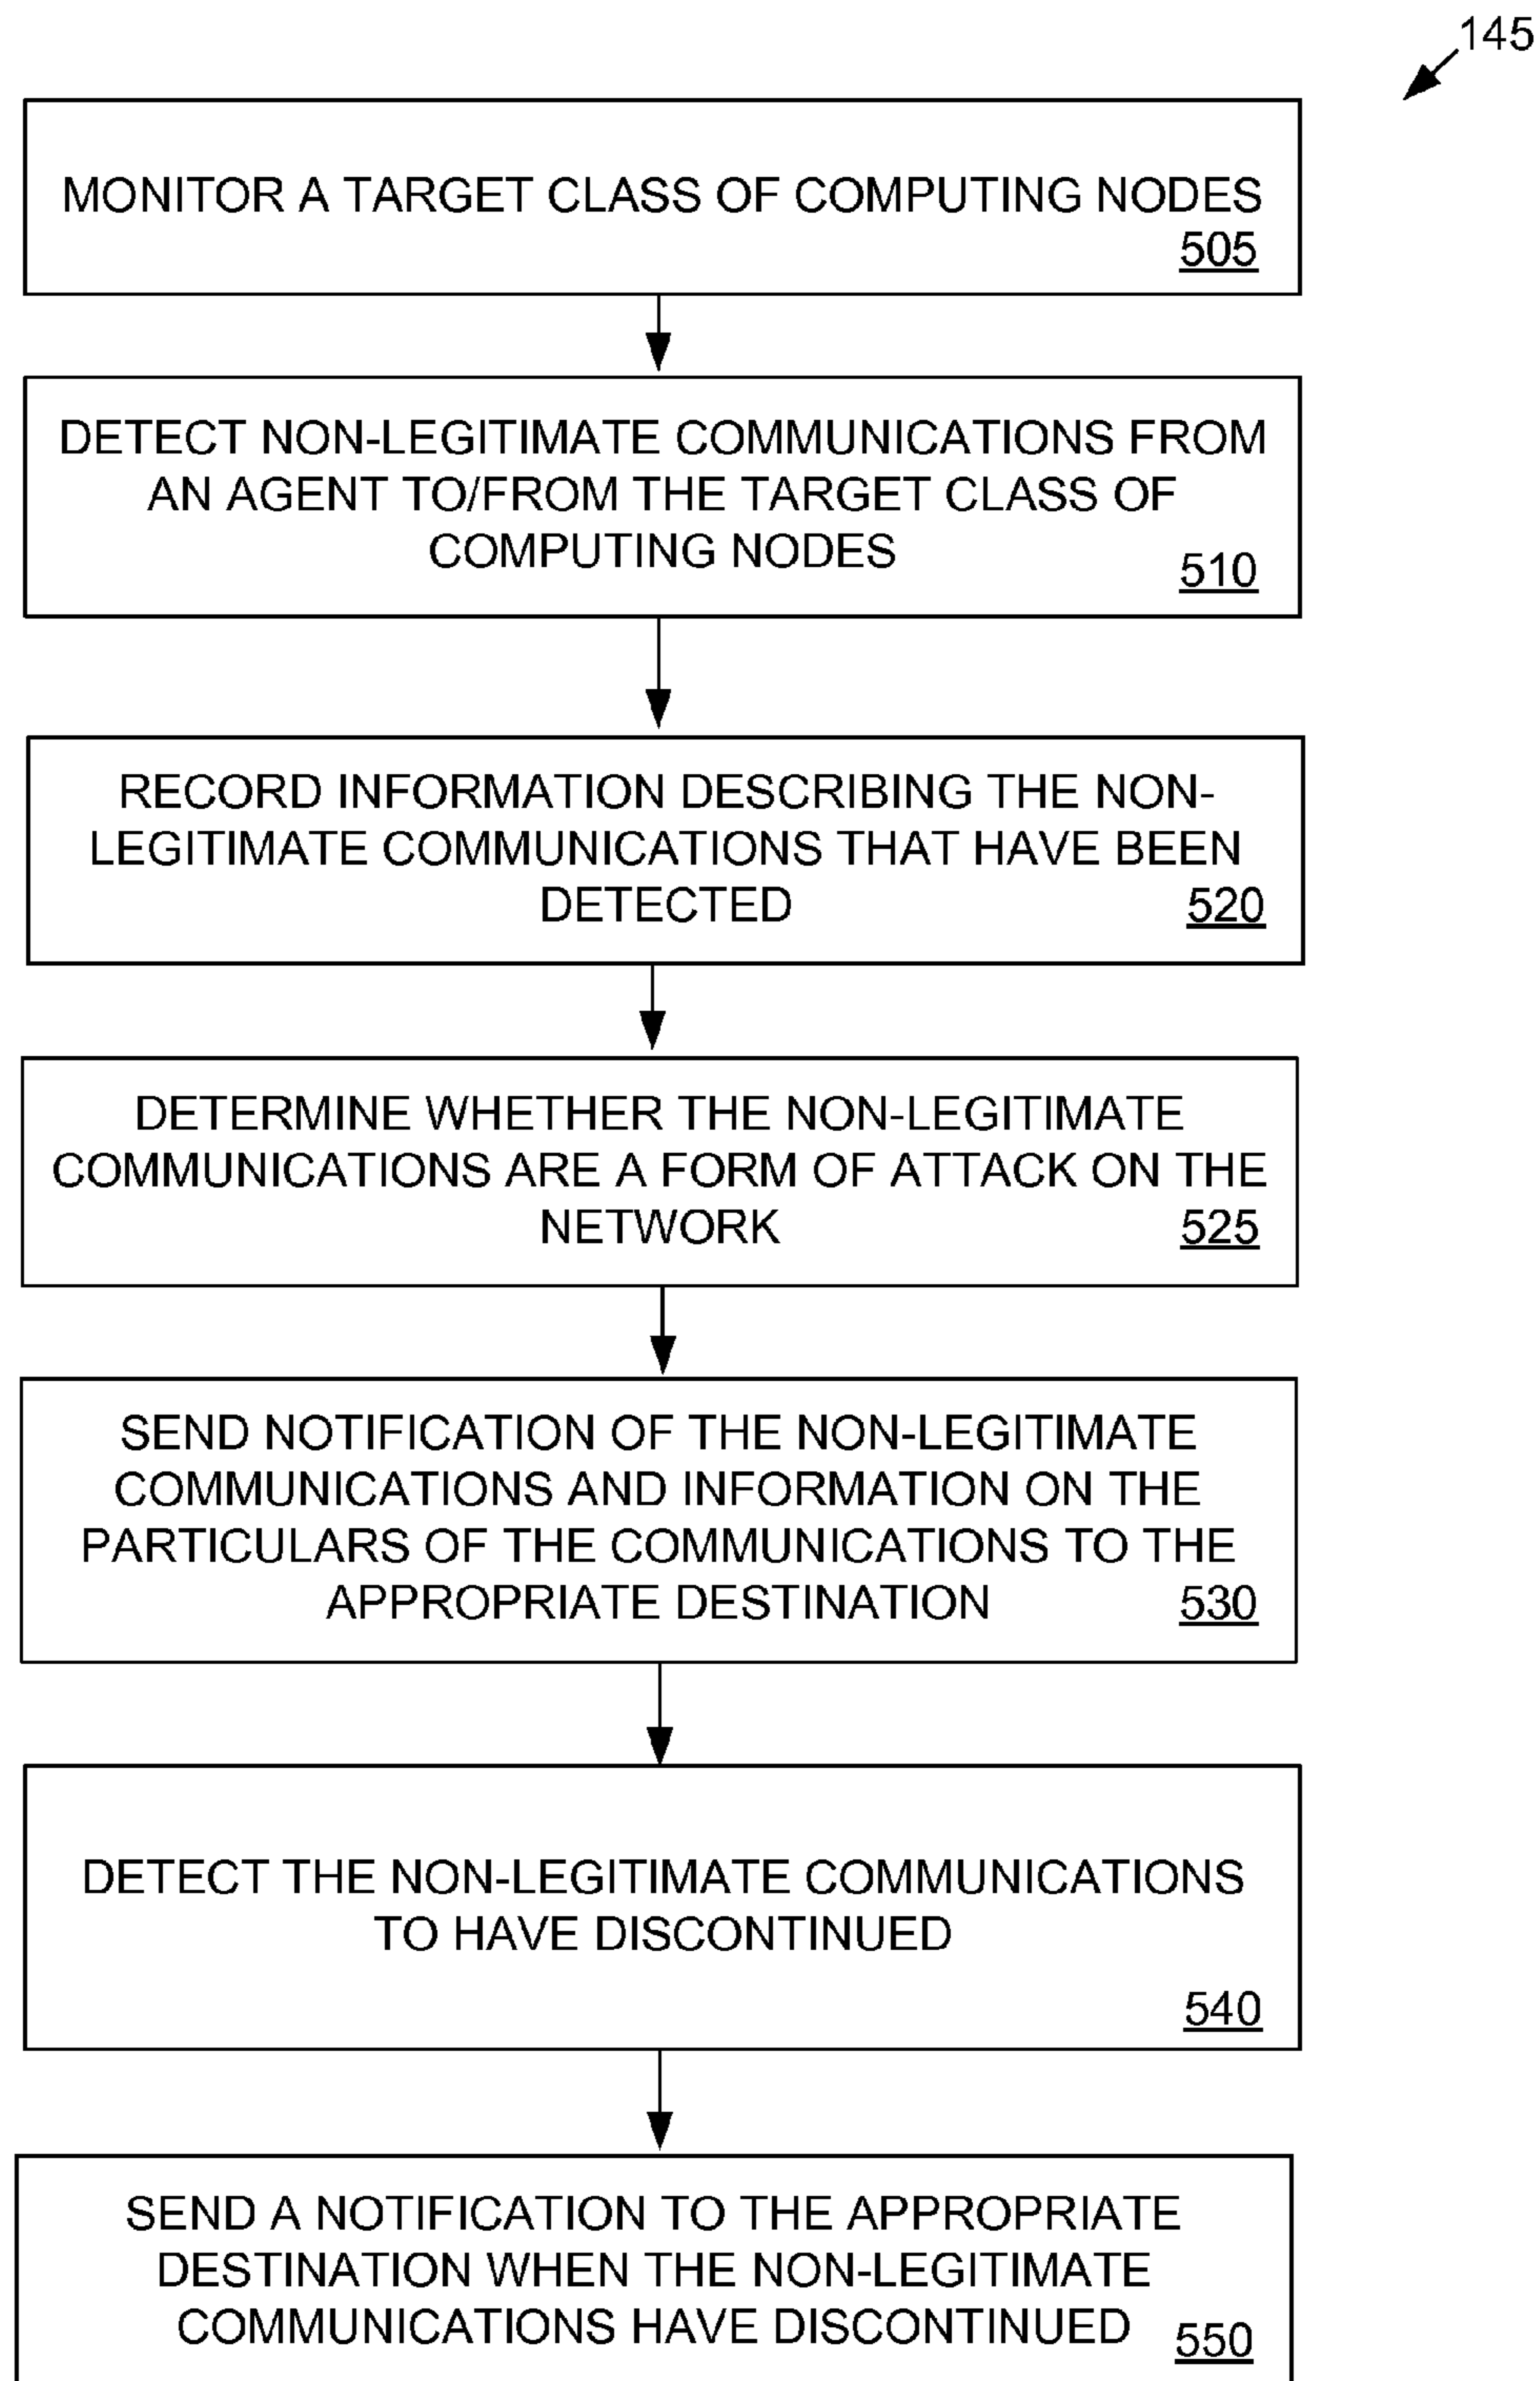 145
MONITOR A TARGET CLASS OF COMPUTING NODES
505
DETECT NON-LEGITIMATE COMMUNICATIONS FROM
AN AGENT TO/FROM THE TARGET CLASS OF
COMPUTING NODES
510
RECORD INFORMATION DESCRIBING THE NON-
LEGITIMATE COMMUNICATIONS THAT HAVE BEEN
DETECTED
520
DETERMINE WHETHER THE NON-LEGITIMATE
COMMUNICATIONS ARE A FORM OF ATTACK ON THE
NETWORK
525
SEND NOTIFICATION OF THE NON-LEGITIMATE
COMMUNICATIONS AND INFORMATION ON THE
PARTICULARS OF THE COMMUNICATIONS TO THE
APPROPRIATE DESTINATION
530
DETECT THE NON-LEGITIMATE COMMUNICATIONS
TO HAVE DISCONTINUED
540
SEND A NOTIFICATION TO THE APPROPRIATE
DESTINATION WHEN THE NON-LEGITIMATE
COMMUNICATIONS HAVE DISCONTINUED
550